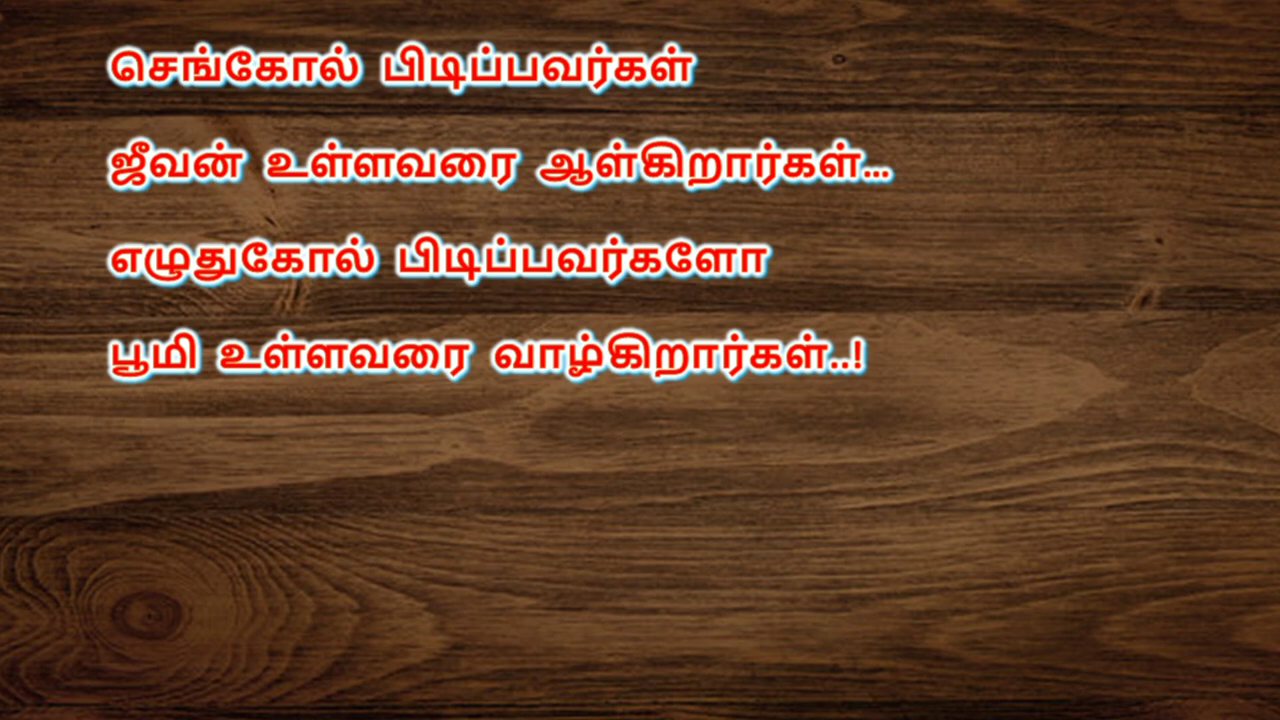 செங்கோல் பிடிப்பவர்கள்
ஜீவன் உள்ளவரை ஆள்கிறார்கள்...
எழுதுகோல் பிடிப்பவர்களோ
பூமி உள்ளவரை வாழ்கிறார்கள்..!